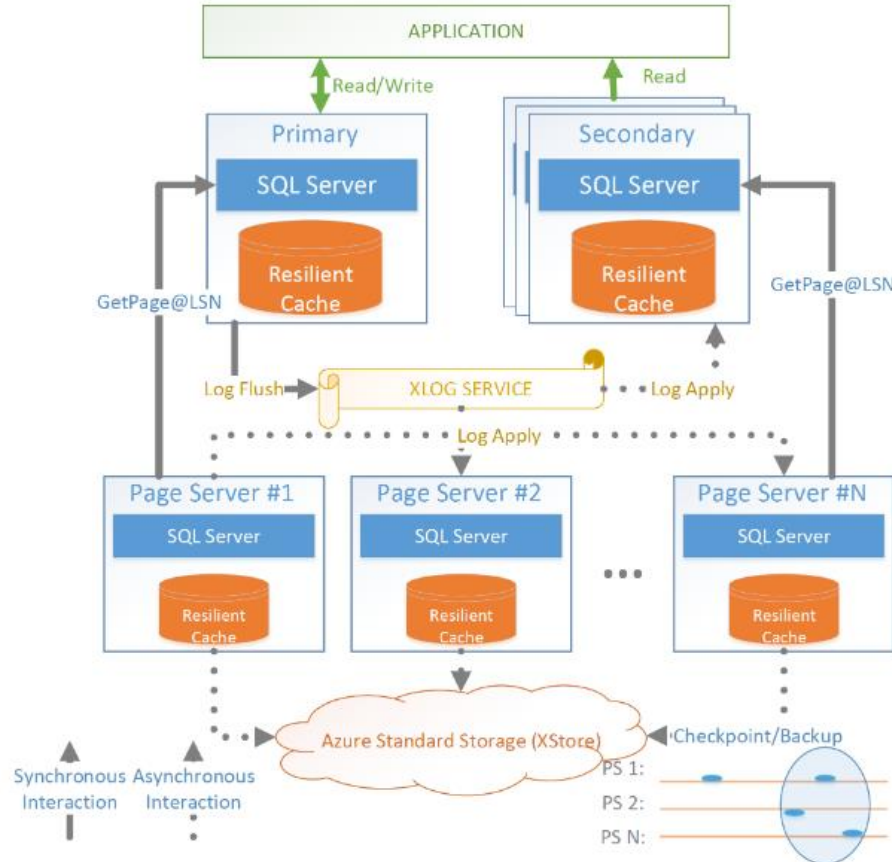 APPLICATION
Read/Write
Read
Primary
Secondary
SQL Server
SQL Server
Resilient
Cache
Resilient
Cache
GetPage@LSN
GetPage@LSN
Log Flush
XLOG SERVICE
Log Apply
Log Apply
Page Server #1
Page Server #2
Page Server #N
SQL Server
SQL Server
SQL Server
Resilient
Cache
Resilient
Cache
Resilient
Cache
Azure Standard Storage (XStore)
Checkpoint/Backup
Synchronous
Interaction
Asynchronous
Interaction
PS 1:
PS 2:
PS N: